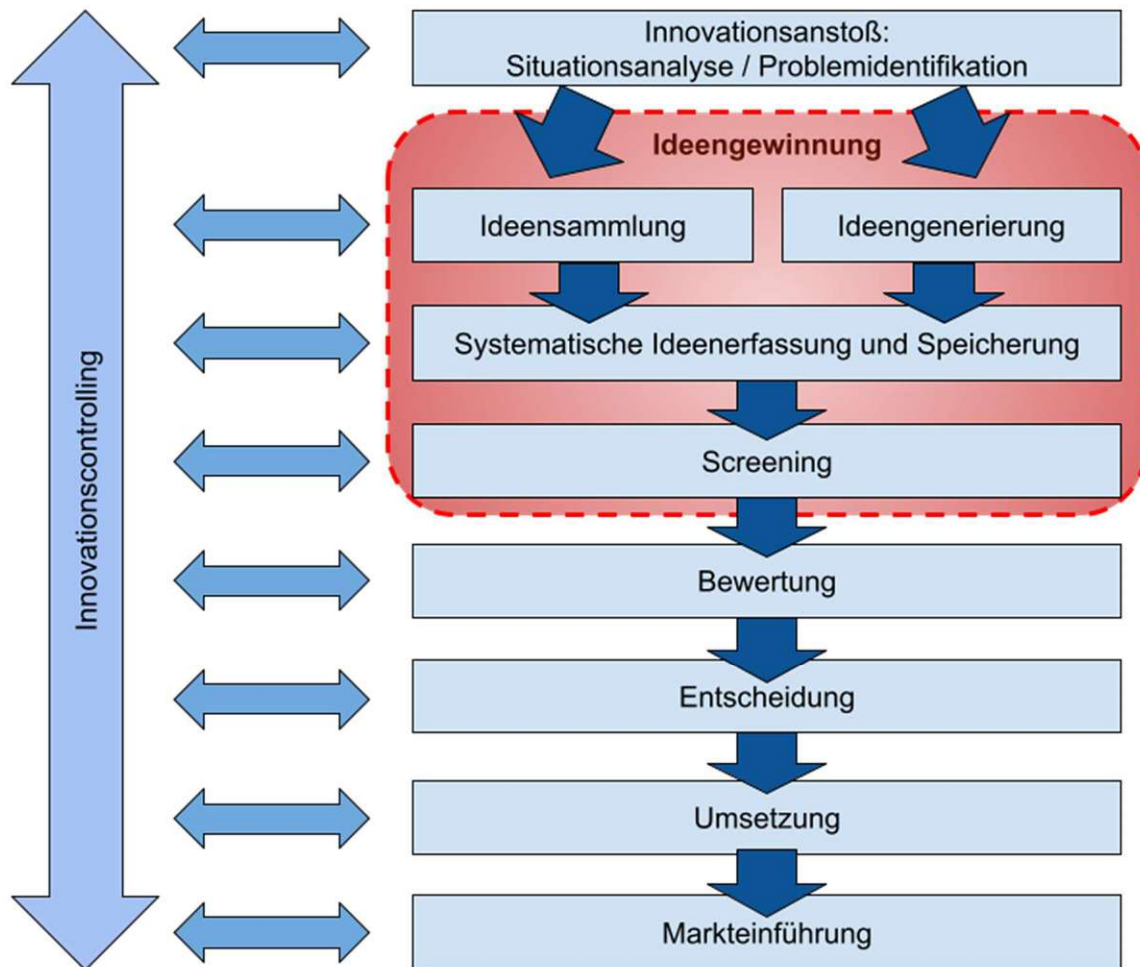 Innovationsanstoß:
Situationsanalyse / Problemidentifikation
Ideengewinnung
Ideensammlung
Ideengenerierung
Systematische Ideenerfassung und Speicherung
Screening
Bewertung
Entscheidung
Umsetzung
Markteinführung
Innovationscontrolling